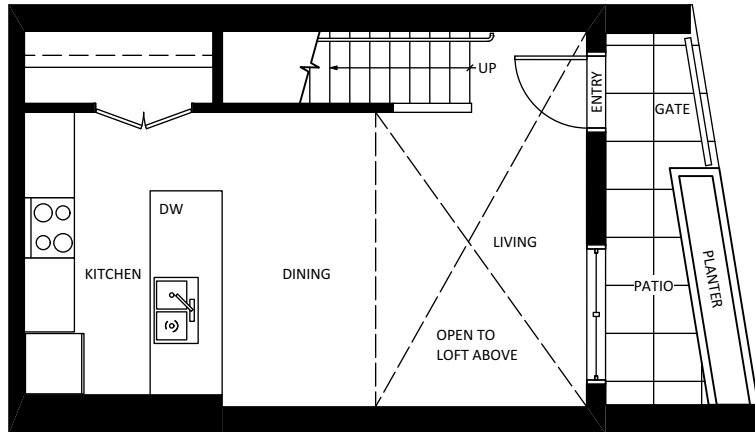 UP
ENTRY
GATE
DW
KITCHEN
DINING
LIVING
PATIO
PLANTER
OPEN TO
LOFT ABOVE